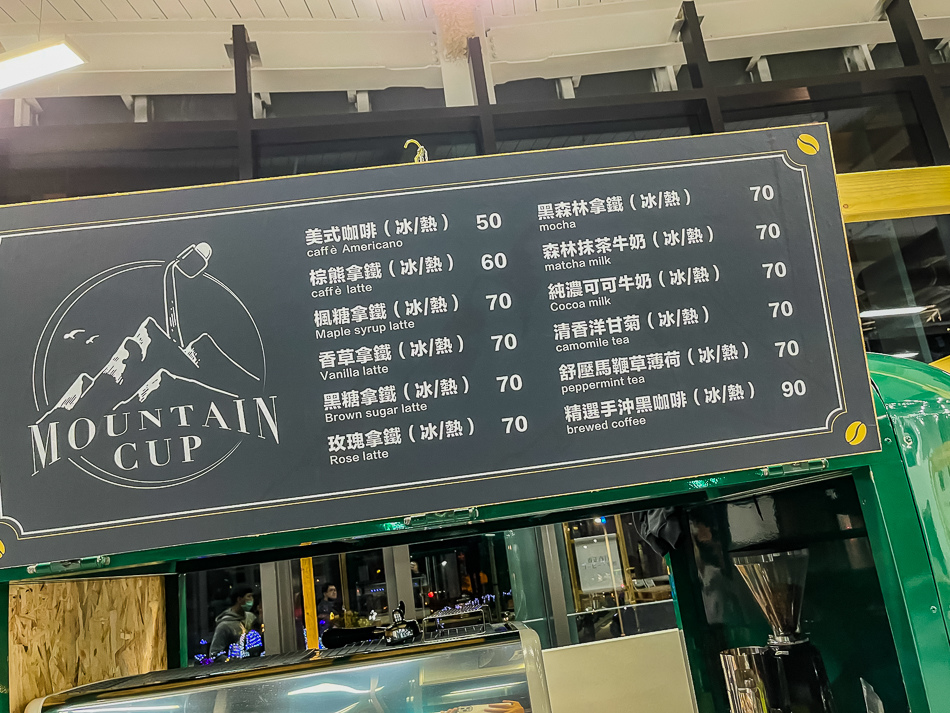 MOUNTAIN
CUP
美式咖啡（冰/熱） 50
caffè Americano
棕熊拿鐵（冰/熱） 60
caffè latte
楓糖拿鐵（冰/熱） 70
Maple syrup latte
香草拿鐵（冰/熱） 70
Vanilla latte
黑糖拿鐵（冰/熱） 70
Brown sugar latte
玫瑰拿鐵（冰/熱） 70
Rose latte
黑森林拿鐵（冰/熱） 70
mocha
森林抹茶牛奶（冰/熱） 70
matcha milk
純濃可可牛奶（冰/熱） 70
Cocoa milk
清香洋甘菊（冰/熱） 70
camomile tea
舒壓馬鞭草薄荷（冰/熱） 70
peppermint tea
精選手沖黑咖啡（冰/熱） 90
brewed coffee